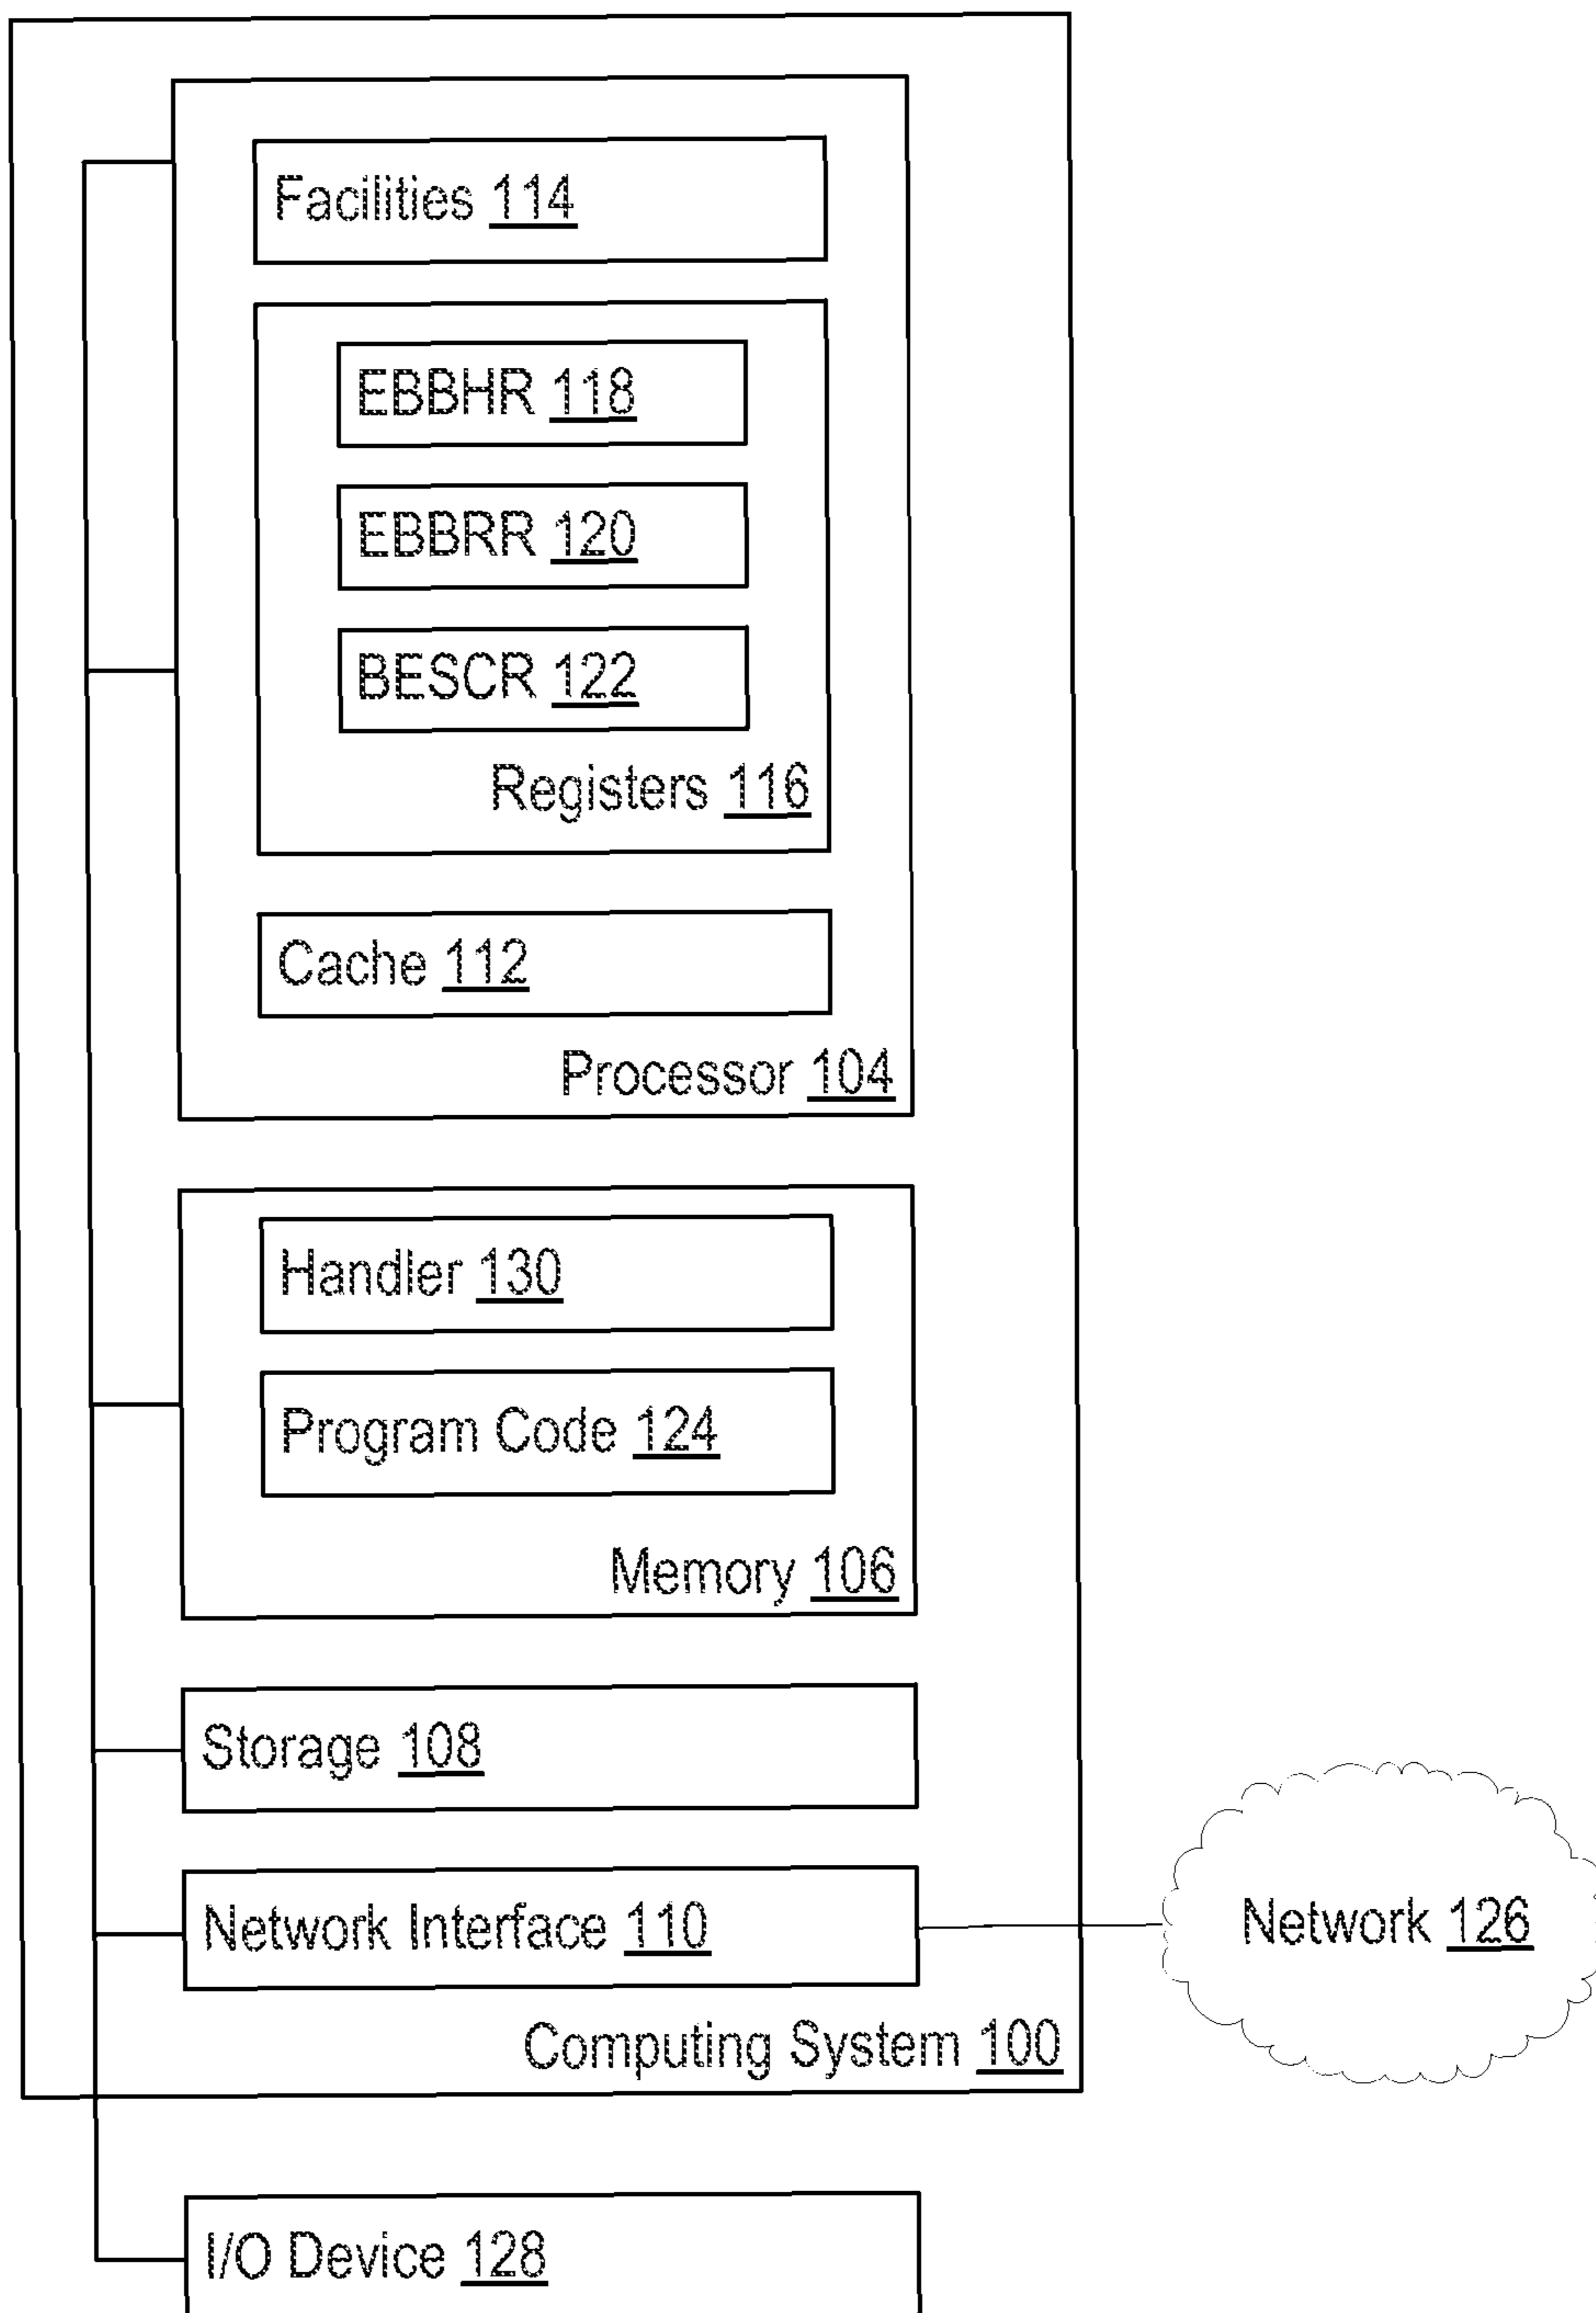 Facilities 114
EBBHR 118
EBBRR 120
BESCR 122
Registers 116
Cache 112
Processor 104
Handler 130
Program Code 124
Memory 106
Storage 108
Network Interface 110
Network 126
Computing System 100
I/O Device 128